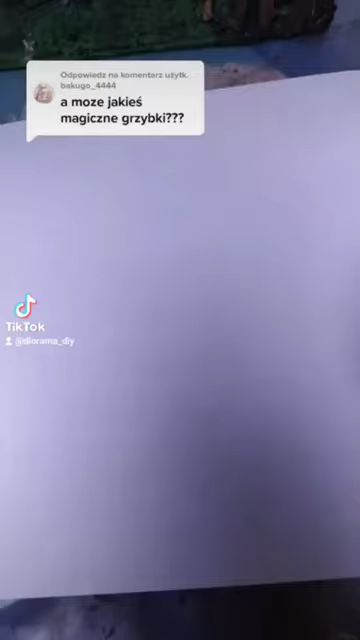 Odpowiedz na komentarz użytk.
bakugo_4444
a moze jakieś
magiczne grzybki???
TikTok
@diorama_diy